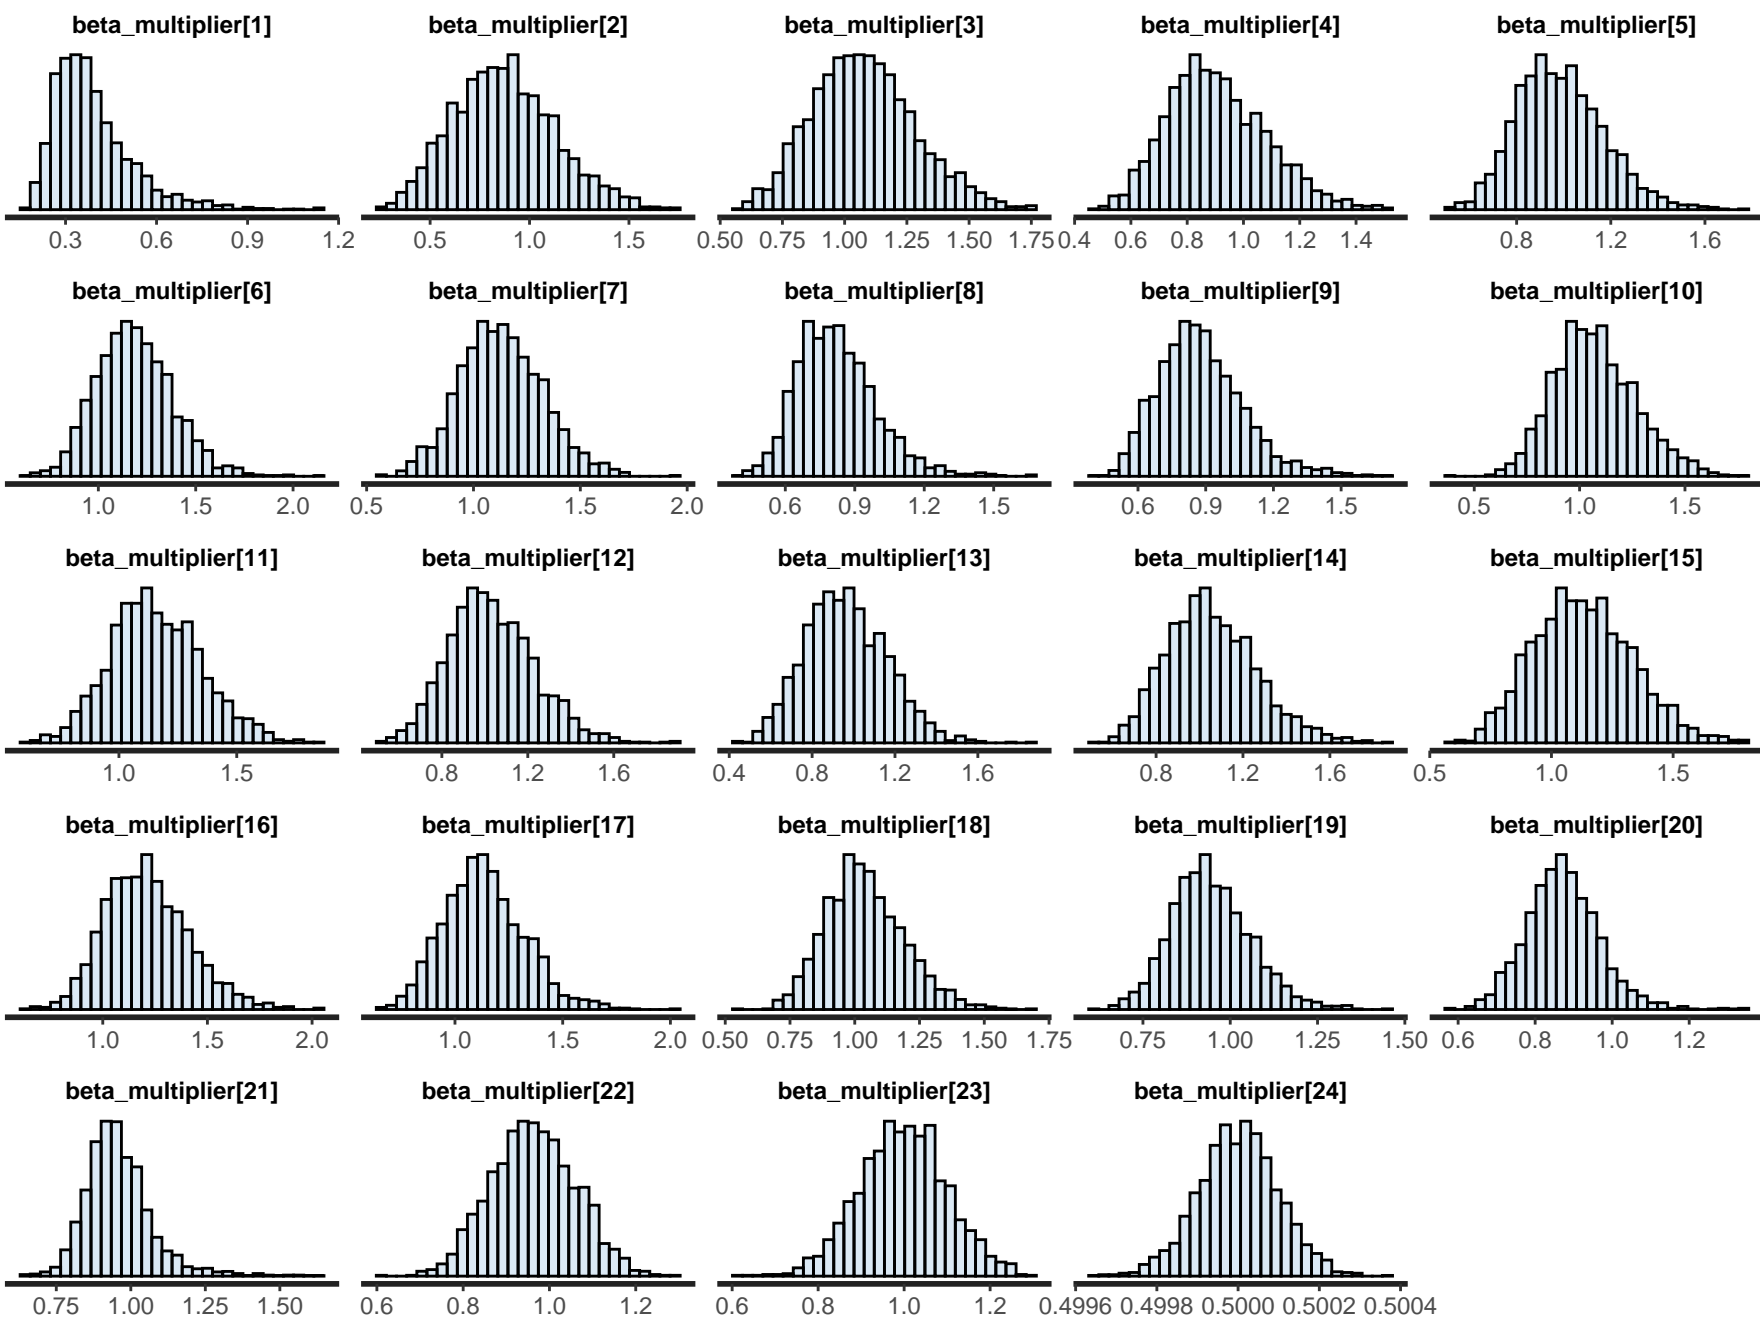 beta_multiplier[1] beta_multiplier[2] beta_multiplier[3] beta_multiplier[4] beta_multiplier[5]
0.3 0.6 0.9 1.2 0.5 1.0 1.5 0.50 0.75 1.00 1.25 1.50 1.75 0.4 0.6 0.8 1.0 1.2 1.4 0.8 1.2 1.6
beta_multiplier[6] beta_multiplier[7] beta_multiplier[8] beta_multiplier[9] beta_multiplier[10]
1.0 1.5 2.0 0.5 1.0 1.5 2.0 0.6 0.9 1.2 1.5 0.6 0.9 1.2 1.5 0.5 1.0 1.5
beta_multiplier[11] beta_multiplier[12] beta_multiplier[13] beta_multiplier[14] beta_multiplier[15]
1.0 1.5 0.8 1.2 1.6 0.4 0.8 1.2 1.6 0.8 1.2 1.6 0.5 1.0 1.5
beta_multiplier[16] beta_multiplier[17] beta_multiplier[18] beta_multiplier[19] beta_multiplier[20]
1.0 1.5 2.0 1.0 1.5 2.0 0.50 0.75 1.00 1.25 1.50 1.75 0.75 1.00 1.25 1.50 0.6 0.8 1.0 1.2
beta_multiplier[21] beta_multiplier[22] beta_multiplier[23] beta_multiplier[24]
0.75 1.00 1.25 1.50 0.6 0.8 1.0 1.2 0.6 0.8 1.0 1.2 0.4996 0.4998 0.5000 0.5002 0.5004